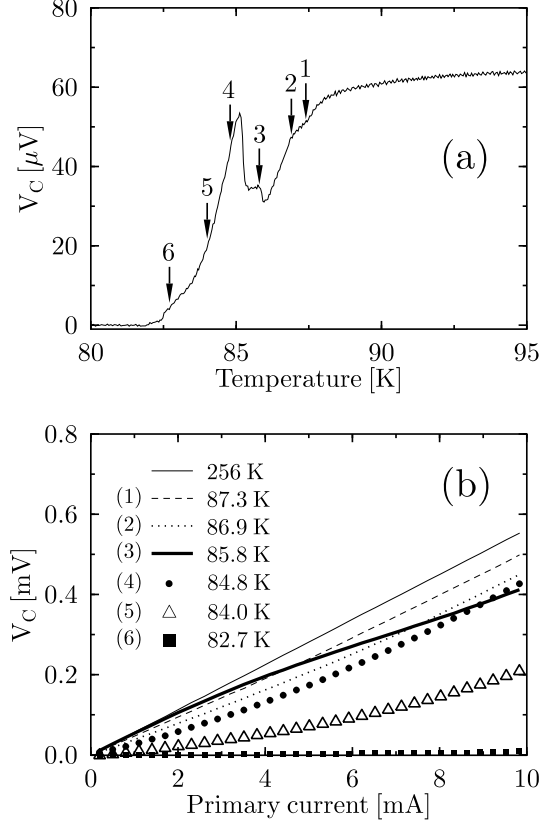 80
60
40
20
0
V_C [μV]
1
2
4
3
5
6
(a)
80 85 90 95
Temperature [K]
0.8
0.6
0.4
0.2
0.0
V_C [mV]
256 K
(1) 87.3 K
(2) 86.9 K
(3) 85.8 K
(4) 84.8 K
(5) 84.0 K
(6) 82.7 K
(b)
0 2 4 6 8 10
Primary current [mA]